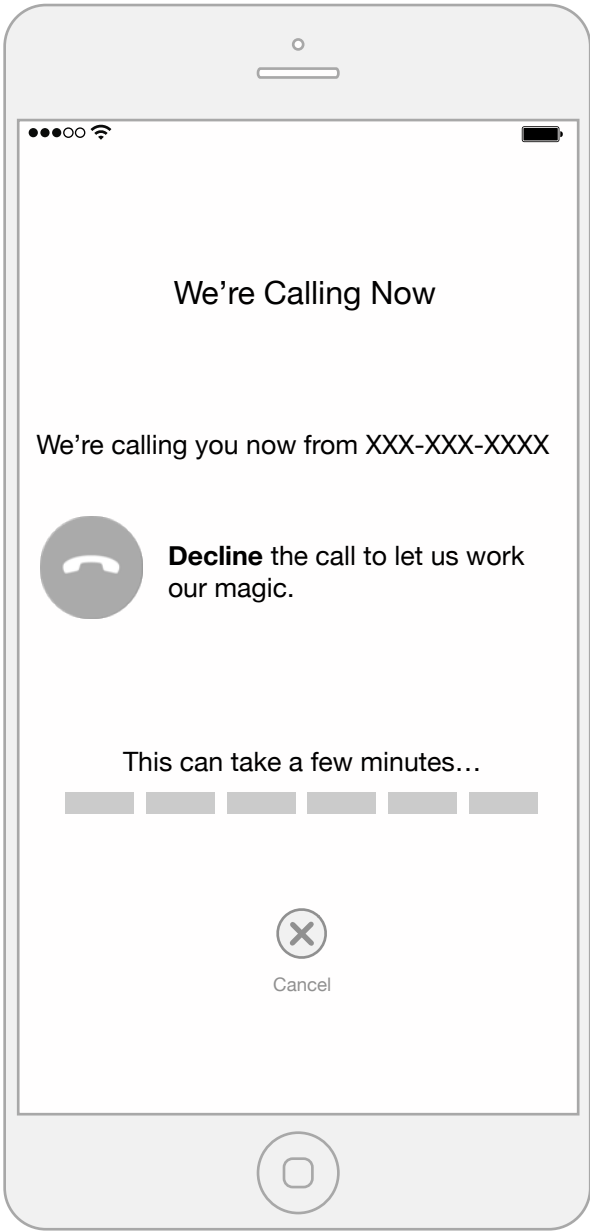 We’re Calling Now
We’re calling you now from XXX-XXX-XXXX
Decline the call to let us work
our magic.
This can take a few minutes…
Cancel